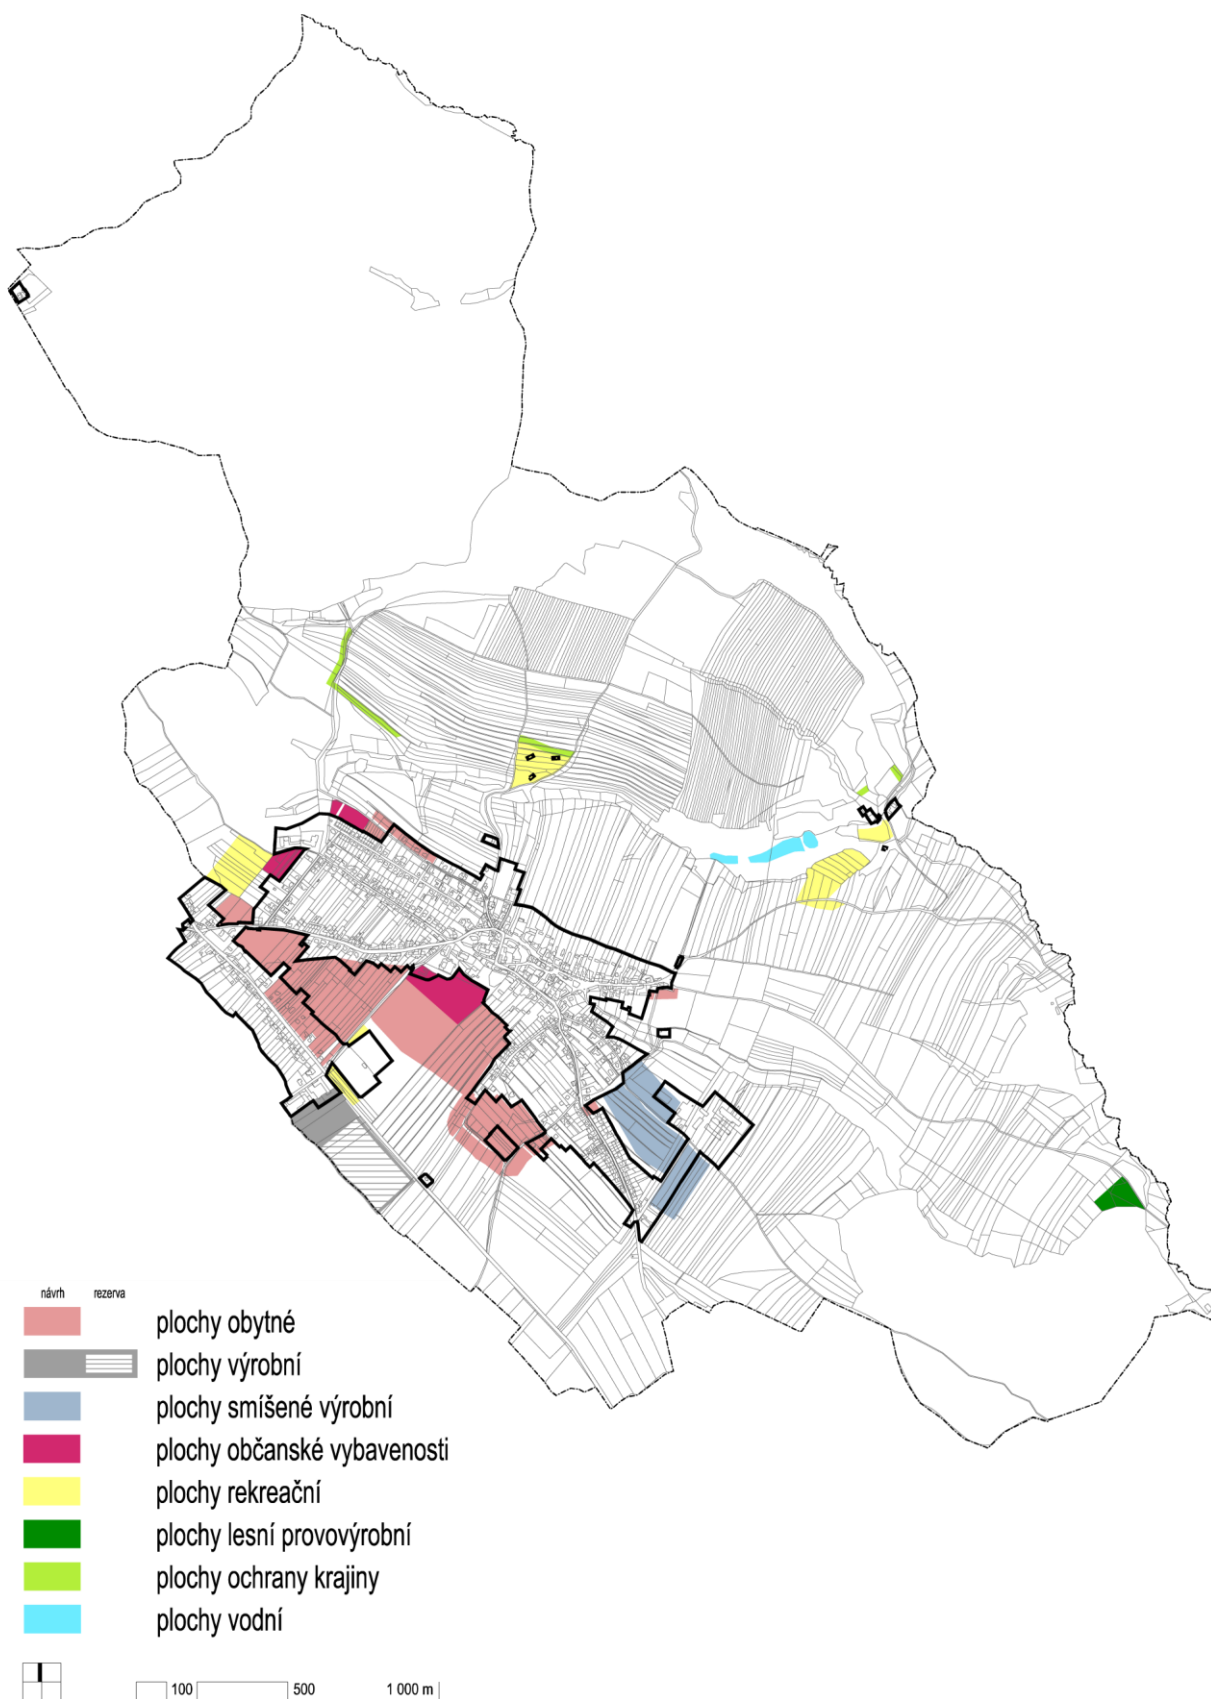 návrh rezerva
plochy obytné
plochy výrobní
plochy smíšené výrobní
plochy občanské vybavenosti
plochy rekreační
plochy lesní provovýrobní
plochy ochrany krajiny
plochy vodní
100 500 1 000 m